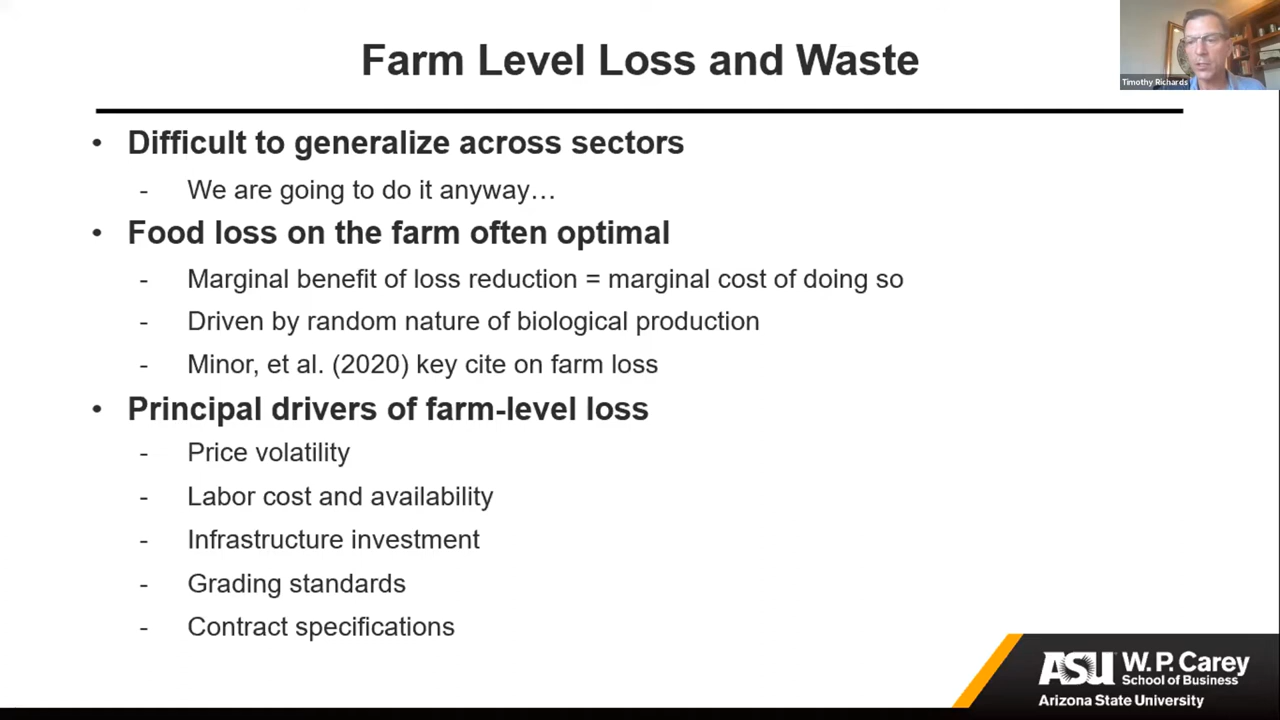 Farm Level Loss and Waste
Timothy Richards
• Difficult to generalize across sectors
- We are going to do it anyway…
• Food loss on the farm often optimal
- Marginal benefit of loss reduction = marginal cost of doing so
- Driven by random nature of biological production
- Minor, et al. (2020) key cite on farm loss
• Principal drivers of farm-level loss
- Price volatility
- Labor cost and availability
- Infrastructure investment
- Grading standards
- Contract specifications
ASU W. P. Carey
School of Business
Arizona State University